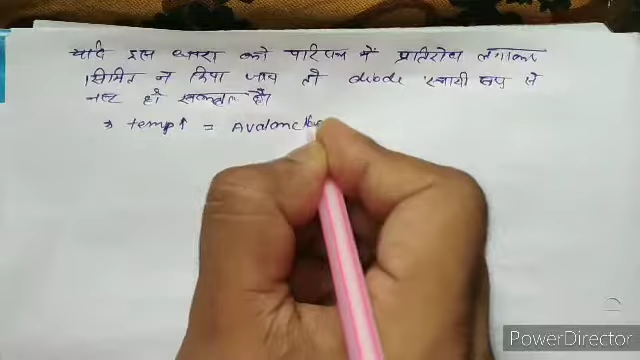 यदि इस धारा को परिपथ में प्रतिरोध लगाकर
सिमित न किया जाय तो diode स्थायी रूप से
नष्ट हो सकता है।
→ temp↑ = Avalanche
PowerDirector